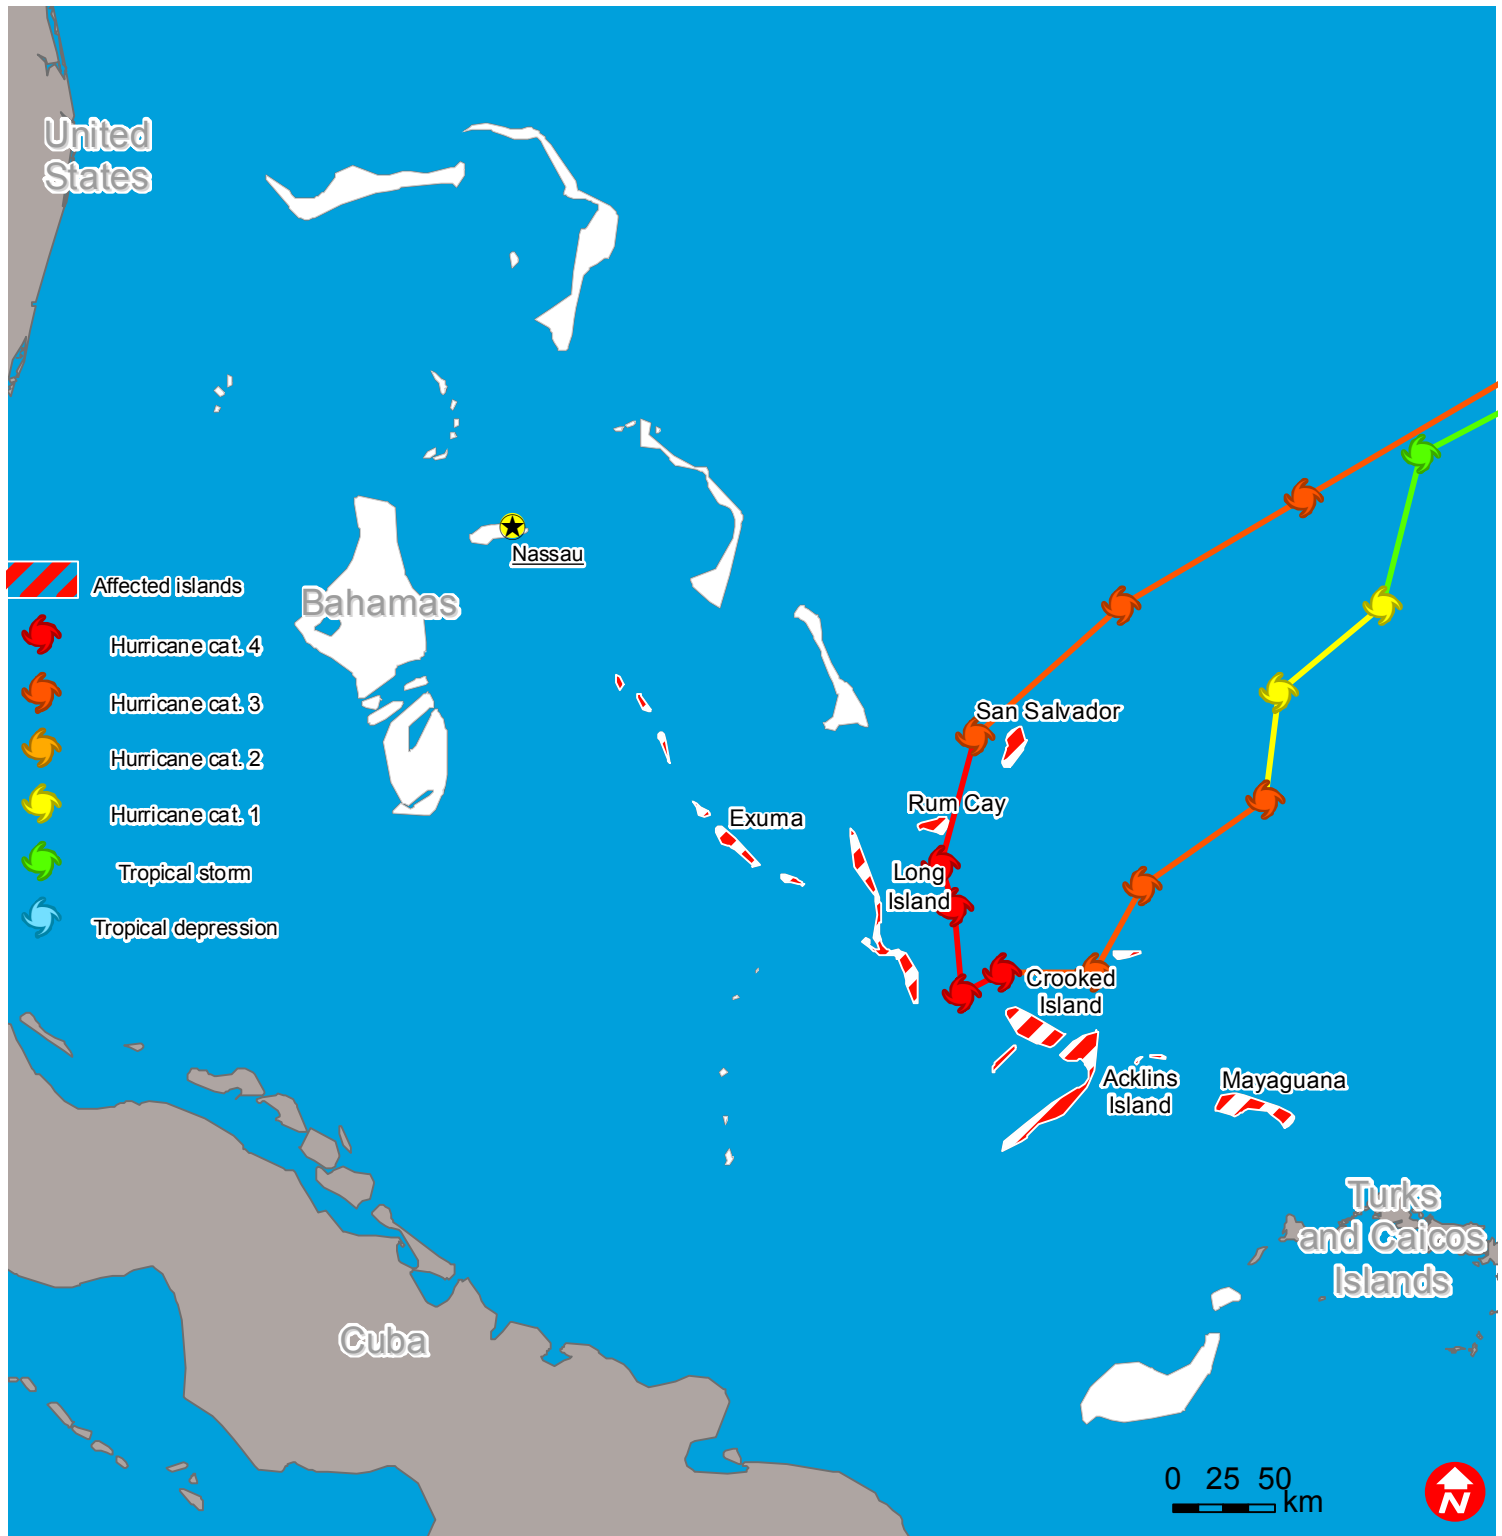 United
States
Nassau
Affected islands
Bahamas
Hurricane cat. 4
Hurricane cat. 3
Hurricane cat. 2
Hurricane cat. 1
Tropical storm
Tropical depression
San Salvador
Rum Cay
Exuma
Long
Island
Crooked
Island
Acklins
Island
Mayaguana
Turks
and Caicos
Islands
Cuba
0 25 50
km
N